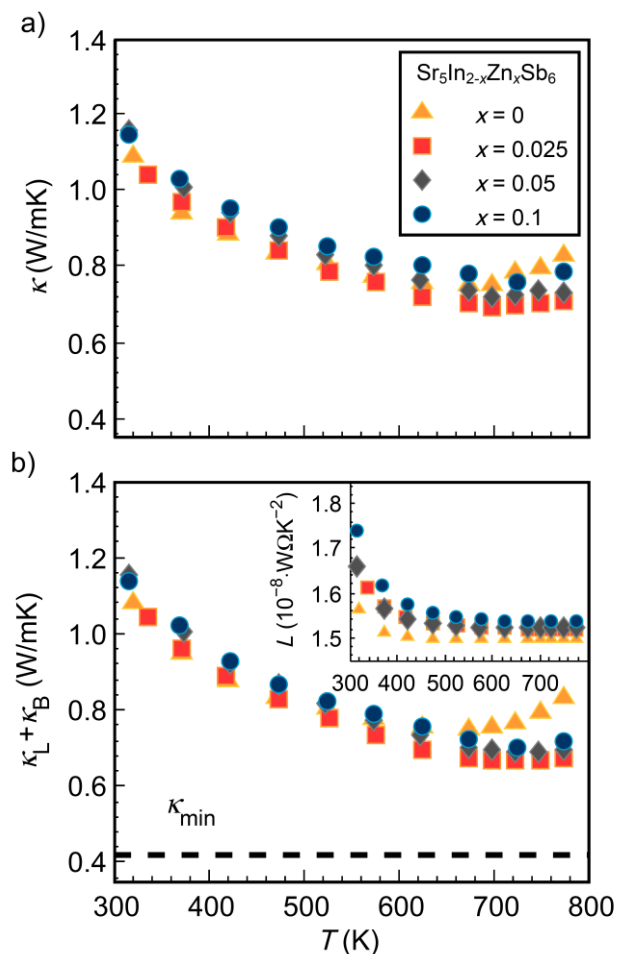 a)
1.4
1.2
1.0
0.8
0.6
0.4
κ (W/mK)
Sr5In2-xZnxSb6
x = 0
x = 0.025
x = 0.05
x = 0.1
b)
1.4
1.2
1.0
0.8
0.6
0.4
κL+κB (W/mK)
κmin
L (10⁻⁸·WΩK⁻²)
1.8
1.7
1.6
1.5
300 400 500 600 700
300 400 500 600 700 800
T (K)